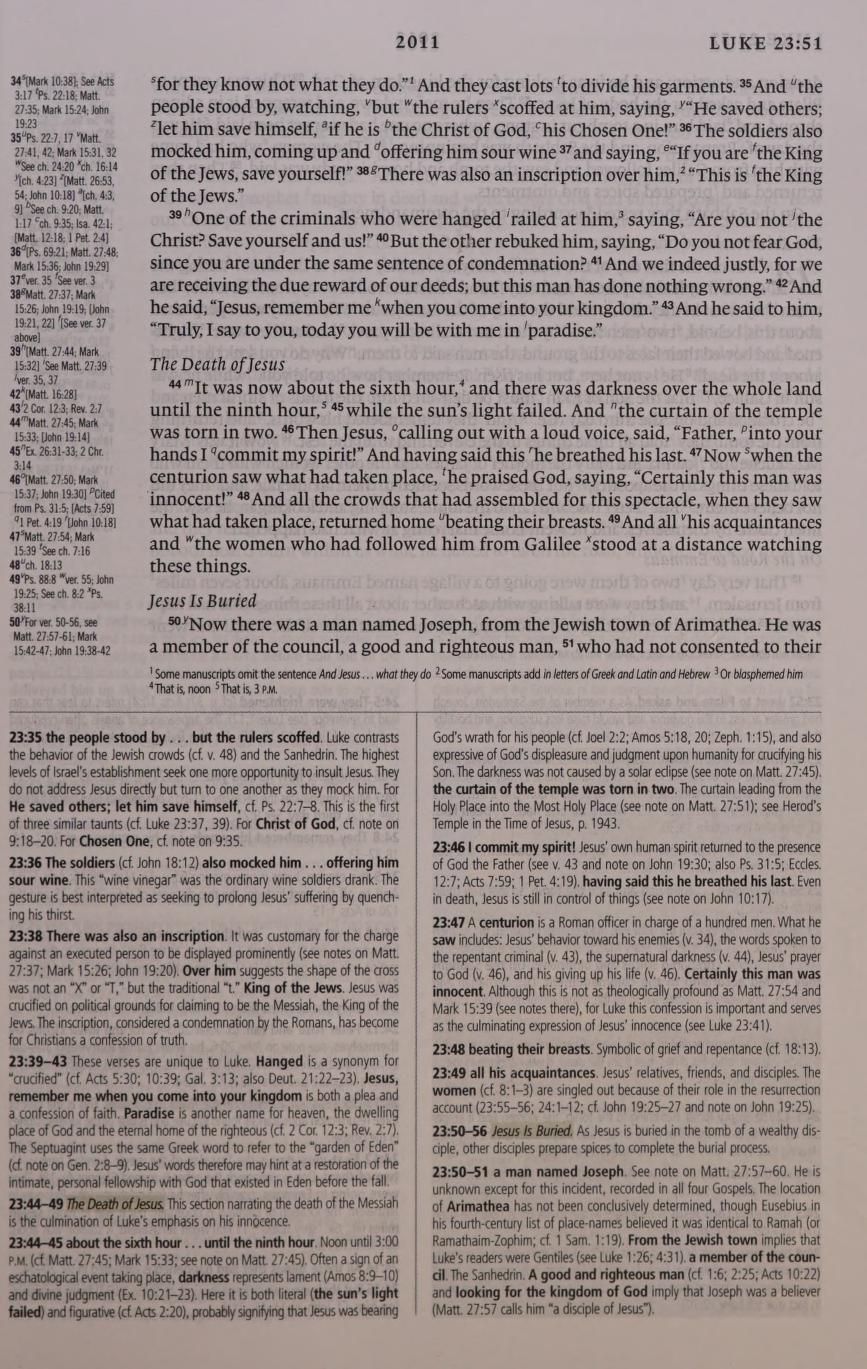 2011
LUKE 23:51
34ˢ[Mark 10:38]; See Acts
3:17 ᵗPs. 22:18; Matt.
27:35; Mark 15:24; John
19:23
35ᵘPs. 22:7, 17 ᵛMatt.
27:41, 42; Mark 15:31, 32
ʷSee ch. 24:20 ˣch. 16:14
ʸ[ch. 4:23] ᶻ[Matt. 26:53,
54; John 10:18] ᵃ[ch. 4:3,
9] ᵇSee ch. 9:20; Matt.
1:17 ᶜch. 9:35; Isa. 42:1;
[Matt. 12:18; 1 Pet. 2:4]
36ᵈ[Ps. 69:21; Matt. 27:48;
Mark 15:36; John 19:29]
37ᵉver. 35 ᶠSee ver. 3
38ᵍMatt. 27:37; Mark
15:26; John 19:19; [John
19:21, 22] ᶠ[See ver. 37
above]
39ʰ[Matt. 27:44; Mark
15:32] ⁱSee Matt. 27:39
ʲver. 35, 37
42ᵏ[Matt. 16:28]
43ˡ2 Cor. 12:3; Rev. 2:7
44ᵐMatt. 27:45; Mark
15:33; [John 19:14]
45ⁿEx. 26:31-33; 2 Chr.
3:14
46ᵒ[Matt. 27:50; Mark
15:37; John 19:30] ᵖCited
from Ps. 31:5; [Acts 7:59]
ᑫ1 Pet. 4:19 ʳ[John 10:18]
47ˢMatt. 27:54; Mark
15:39 ᵗSee ch. 7:16
48ᵘch. 18:13
49ᵛPs. 88:8 ʷver. 55; John
19:25; See ch. 8:2 ˣPs.
38:11
50ʸFor ver. 50-56, see
Matt. 27:57-61; Mark
15:42-47; John 19:38-42
ˢfor they know not what they do.”¹ And they cast lots ᵗto divide his garments. ³⁵ And ᵘthe
people stood by, watching, ᵛbut ʷthe rulers ˣscoffed at him, saying, ʸ“He saved others;
ᶻlet him save himself, ᵃif he is ᵇthe Christ of God, ᶜhis Chosen One!” ³⁶ The soldiers also
mocked him, coming up and ᵈoffering him sour wine ³⁷ and saying, ᵉ“If you are ᶠthe King
of the Jews, save yourself!” ³⁸ ᵍThere was also an inscription over him,² “This is ᶠthe King
of the Jews.”
³⁹ ʰOne of the criminals who were hanged ⁱrailed at him,³ saying, “Are you not ʲthe
Christ? Save yourself and us!” ⁴⁰ But the other rebuked him, saying, “Do you not fear God,
since you are under the same sentence of condemnation? ⁴¹ And we indeed justly, for we
are receiving the due reward of our deeds; but this man has done nothing wrong.” ⁴² And
he said, “Jesus, remember me ᵏwhen you come into your kingdom.” ⁴³ And he said to him,
“Truly, I say to you, today you will be with me in ˡparadise.”
The Death of Jesus
⁴⁴ ᵐIt was now about the sixth hour,⁴ and there was darkness over the whole land
until the ninth hour,⁵ ⁴⁵ while the sun’s light failed. And ⁿthe curtain of the temple
was torn in two. ⁴⁶ Then Jesus, ᵒcalling out with a loud voice, said, “Father, ᵖinto your
hands I ᑫcommit my spirit!” And having said this ʳhe breathed his last. ⁴⁷ Now ˢwhen the
centurion saw what had taken place, ᵗhe praised God, saying, “Certainly this man was
innocent!” ⁴⁸ And all the crowds that had assembled for this spectacle, when they saw
what had taken place, returned home ᵘbeating their breasts. ⁴⁹ And all ᵛhis acquaintances
and ʷthe women who had followed him from Galilee ˣstood at a distance watching
these things.
Jesus Is Buried
⁵⁰ ʸNow there was a man named Joseph, from the Jewish town of Arimathea. He was
a member of the council, a good and righteous man, ⁵¹ who had not consented to their
¹ Some manuscripts omit the sentence And Jesus . . . what they do ² Some manuscripts add in letters of Greek and Latin and Hebrew ³ Or blasphemed him
⁴ That is, noon ⁵ That is, 3 P.M.
23:35 the people stood by . . . but the rulers scoffed. Luke contrasts
the behavior of the Jewish crowds (cf. v. 48) and the Sanhedrin. The highest
levels of Israel’s establishment seek one more opportunity to insult Jesus. They
do not address Jesus directly but turn to one another as they mock him. For
He saved others; let him save himself, cf. Ps. 22:7–8. This is the first
of three similar taunts (cf. Luke 23:37, 39). For Christ of God, cf. note on
9:18–20. For Chosen One, cf. note on 9:35.
23:36 The soldiers (cf. John 18:12) also mocked him . . . offering him
sour wine. This “wine vinegar” was the ordinary wine soldiers drank. The
gesture is best interpreted as seeking to prolong Jesus’ suffering by quench-
ing his thirst.
23:38 There was also an inscription. It was customary for the charge
against an executed person to be displayed prominently (see notes on Matt.
27:37; Mark 15:26; John 19:20). Over him suggests the shape of the cross
was not an “X” or “T,” but the traditional “t.” King of the Jews. Jesus was
crucified on political grounds for claiming to be the Messiah, the King of the
Jews. The inscription, considered a condemnation by the Romans, has become
for Christians a confession of truth.
23:39–43 These verses are unique to Luke. Hanged is a synonym for
“crucified” (cf. Acts 5:30; 10:39; Gal. 3:13; also Deut. 21:22–23). Jesus,
remember me when you come into your kingdom is both a plea and
a confession of faith. Paradise is another name for heaven, the dwelling
place of God and the eternal home of the righteous (cf. 2 Cor. 12:3; Rev. 2:7).
The Septuagint uses the same Greek word to refer to the “garden of Eden”
(cf. note on Gen. 2:8–9). Jesus’ words therefore may hint at a restoration of the
intimate, personal fellowship with God that existed in Eden before the fall.
23:44–49 The Death of Jesus. This section narrating the death of the Messiah
is the culmination of Luke’s emphasis on his innocence.
23:44–45 about the sixth hour . . . until the ninth hour. Noon until 3:00
P.M. (cf. Matt. 27:45; Mark 15:33; see note on Matt. 27:45). Often a sign of an
eschatological event taking place, darkness represents lament (Amos 8:9–10)
and divine judgment (Ex. 10:21–23). Here it is both literal (the sun’s light
failed) and figurative (cf. Acts 2:20), probably signifying that Jesus was bearing
God’s wrath for his people (cf. Joel 2:2; Amos 5:18, 20; Zeph. 1:15), and also
expressive of God’s displeasure and judgment upon humanity for crucifying his
Son. The darkness was not caused by a solar eclipse (see note on Matt. 27:45).
the curtain of the temple was torn in two. The curtain leading from the
Holy Place into the Most Holy Place (see note on Matt. 27:51); see Herod’s
Temple in the Time of Jesus, p. 1943.
23:46 I commit my spirit! Jesus’ own human spirit returned to the presence
of God the Father (see v. 43 and note on John 19:30; also Ps. 31:5; Eccles.
12:7; Acts 7:59; 1 Pet. 4:19). having said this he breathed his last. Even
in death, Jesus is still in control of things (see note on John 10:17).
23:47 A centurion is a Roman officer in charge of a hundred men. What he
saw includes: Jesus’ behavior toward his enemies (v. 34), the words spoken to
the repentant criminal (v. 43), the supernatural darkness (v. 44), Jesus’ prayer
to God (v. 46), and his giving up his life (v. 46). Certainly this man was
innocent. Although this is not as theologically profound as Matt. 27:54 and
Mark 15:39 (see notes there), for Luke this confession is important and serves
as the culminating expression of Jesus’ innocence (see Luke 23:41).
23:48 beating their breasts. Symbolic of grief and repentance (cf. 18:13).
23:49 all his acquaintances. Jesus’ relatives, friends, and disciples. The
women (cf. 8:1–3) are singled out because of their role in the resurrection
account (23:55–56; 24:1–12; cf. John 19:25–27 and note on John 19:25).
23:50–56 Jesus Is Buried. As Jesus is buried in the tomb of a wealthy dis-
ciple, other disciples prepare spices to complete the burial process.
23:50–51 a man named Joseph. See note on Matt. 27:57–60. He is
unknown except for this incident, recorded in all four Gospels. The location
of Arimathea has not been conclusively determined, though Eusebius in
his fourth-century list of place-names believed it was identical to Ramah (or
Ramathaim-Zophim; cf. 1 Sam. 1:19). From the Jewish town implies that
Luke’s readers were Gentiles (see Luke 1:26; 4:31). a member of the coun-
cil. The Sanhedrin. A good and righteous man (cf. 1:6; 2:25; Acts 10:22)
and looking for the kingdom of God imply that Joseph was a believer
(Matt. 27:57 calls him “a disciple of Jesus”).